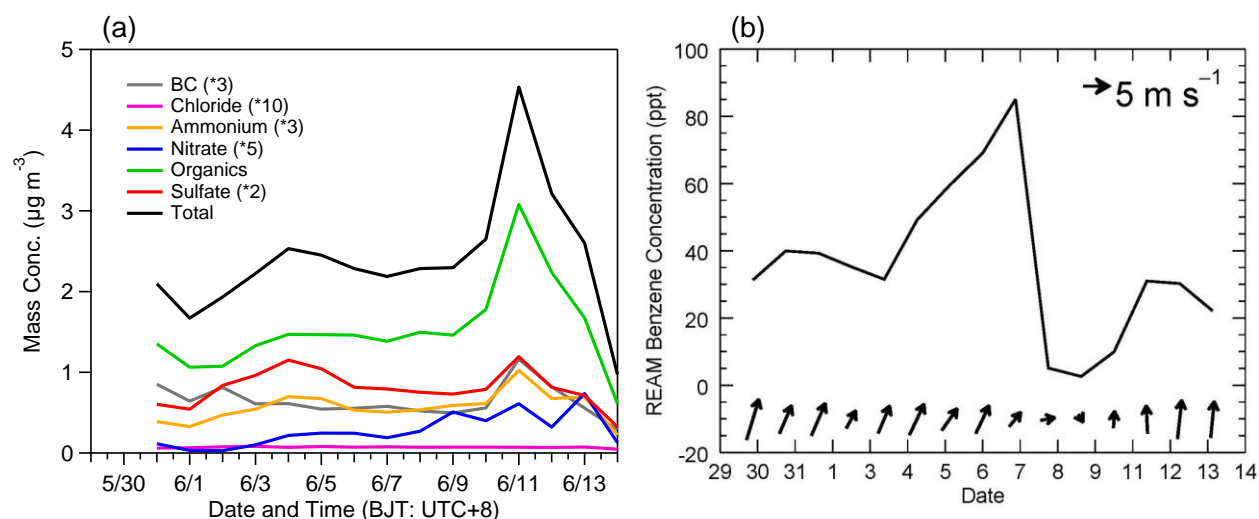 (a)
5
4
3
2
1
0
Mass Conc. (µg m⁻³)
BC (*3)
Chloride (*10)
Ammonium (*3)
Nitrate (*5)
Organics
Sulfate (*2)
Total
5/30 6/1 6/3 6/5 6/7 6/9 6/11 6/13
Date and Time (BJT: UTC+8)
(b)
100
80
60
40
20
0
-20
REAM Benzene Concentration (ppt)
5 m s⁻¹
29 30 31 1 3 4 5 6 7 8 9 10 11 12 13 14
Date